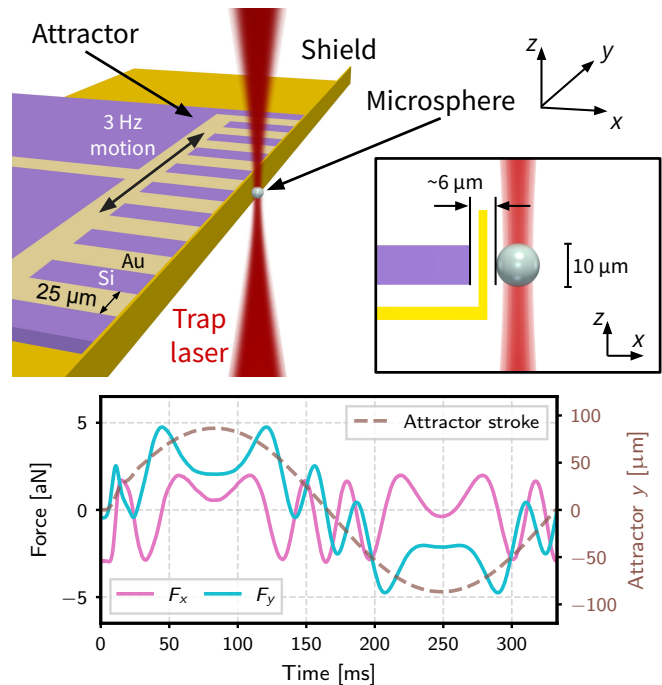 Attractor
Shield
z
y
x
3 Hz
motion
Microsphere
~6 μm
Au
Si
25 μm
10 μm
Trap
laser
z
x
5
0
−5
Force [aN]
Attractor stroke
F_x
F_y
100
50
0
−50
−100
Attractor y [μm]
0
50
100
150
200
250
300
Time [ms]